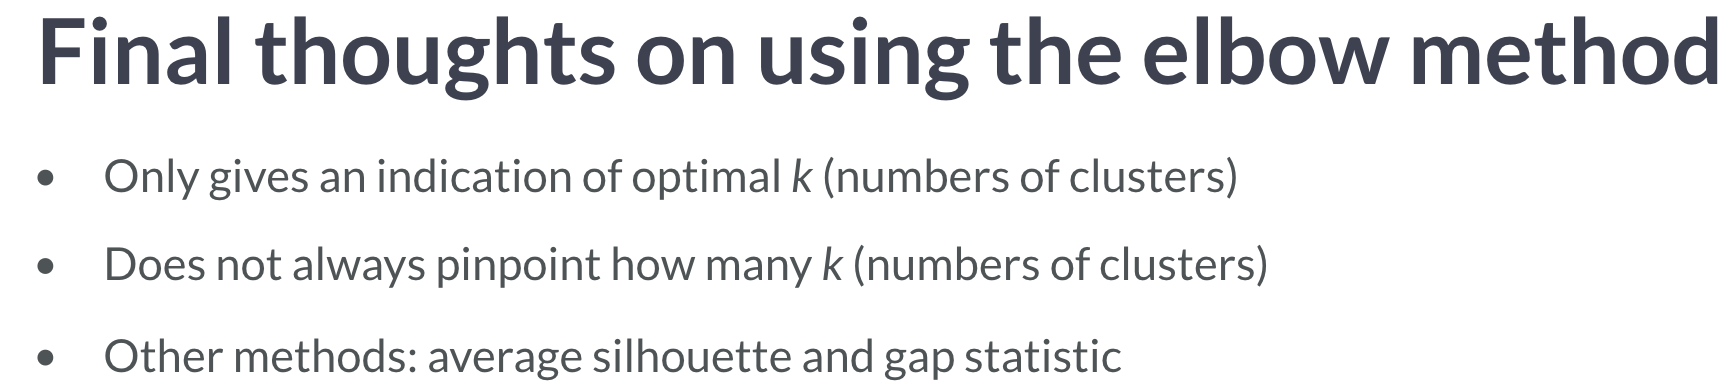 Final thoughts on using the elbow method
• Only gives an indication of optimal k (numbers of clusters)
• Does not always pinpoint how many k (numbers of clusters)
• Other methods: average silhouette and gap statistic